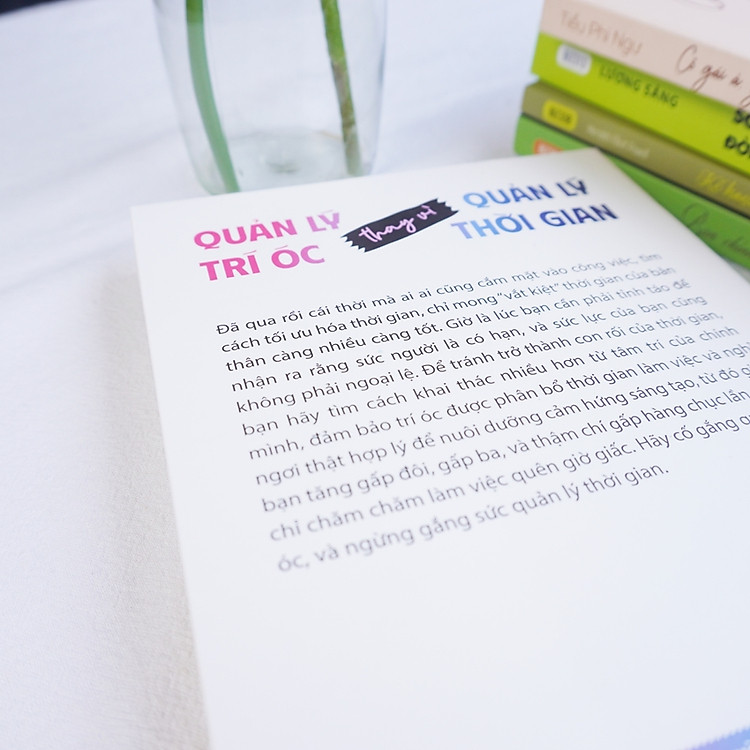 QUẢN LÝ
TRÍ ÓC
thay vì
QUẢN LÝ
THỜI GIAN
Đã qua rồi cái thời mà ai ai cũng cắm mặt vào công việc, tìm
cách tối ưu hóa thời gian, chỉ mong “vắt kiệt” thời gian của bản
thân càng nhiều càng tốt. Giờ là lúc bạn cần phải tỉnh táo để
nhận ra rằng sức người là có hạn, và sức lực của bạn cũng
không phải ngoại lệ. Để tránh trở thành con rối của thời gian,
bạn hãy tìm cách khai thác nhiều hơn từ tâm trí của chính
mình, đảm bảo trí óc được phân bổ thời gian làm việc và nghỉ
ngơi thật hợp lý để nuôi dưỡng cảm hứng sáng tạo, từ đó
bạn tăng gấp đôi, gấp ba, và thậm chí gấp hàng chục lần
chỉ chăm chăm làm việc quên giờ giấc. Hãy cố gắng
óc, và ngừng gắng sức quản lý thời gian.
Tiểu Phi Ngư
Cô gái
LƯƠNG SẢNG